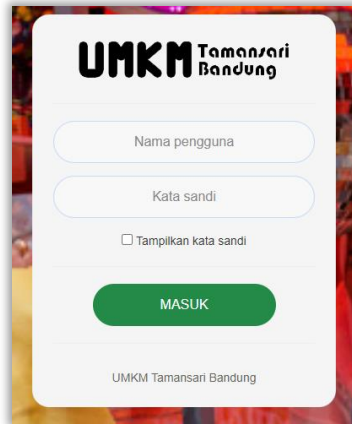 UMKM Tamansari
Bandung
Nama pengguna
Kata sandi
Tampilkan kata sandi
MASUK
UMKM Tamansari Bandung